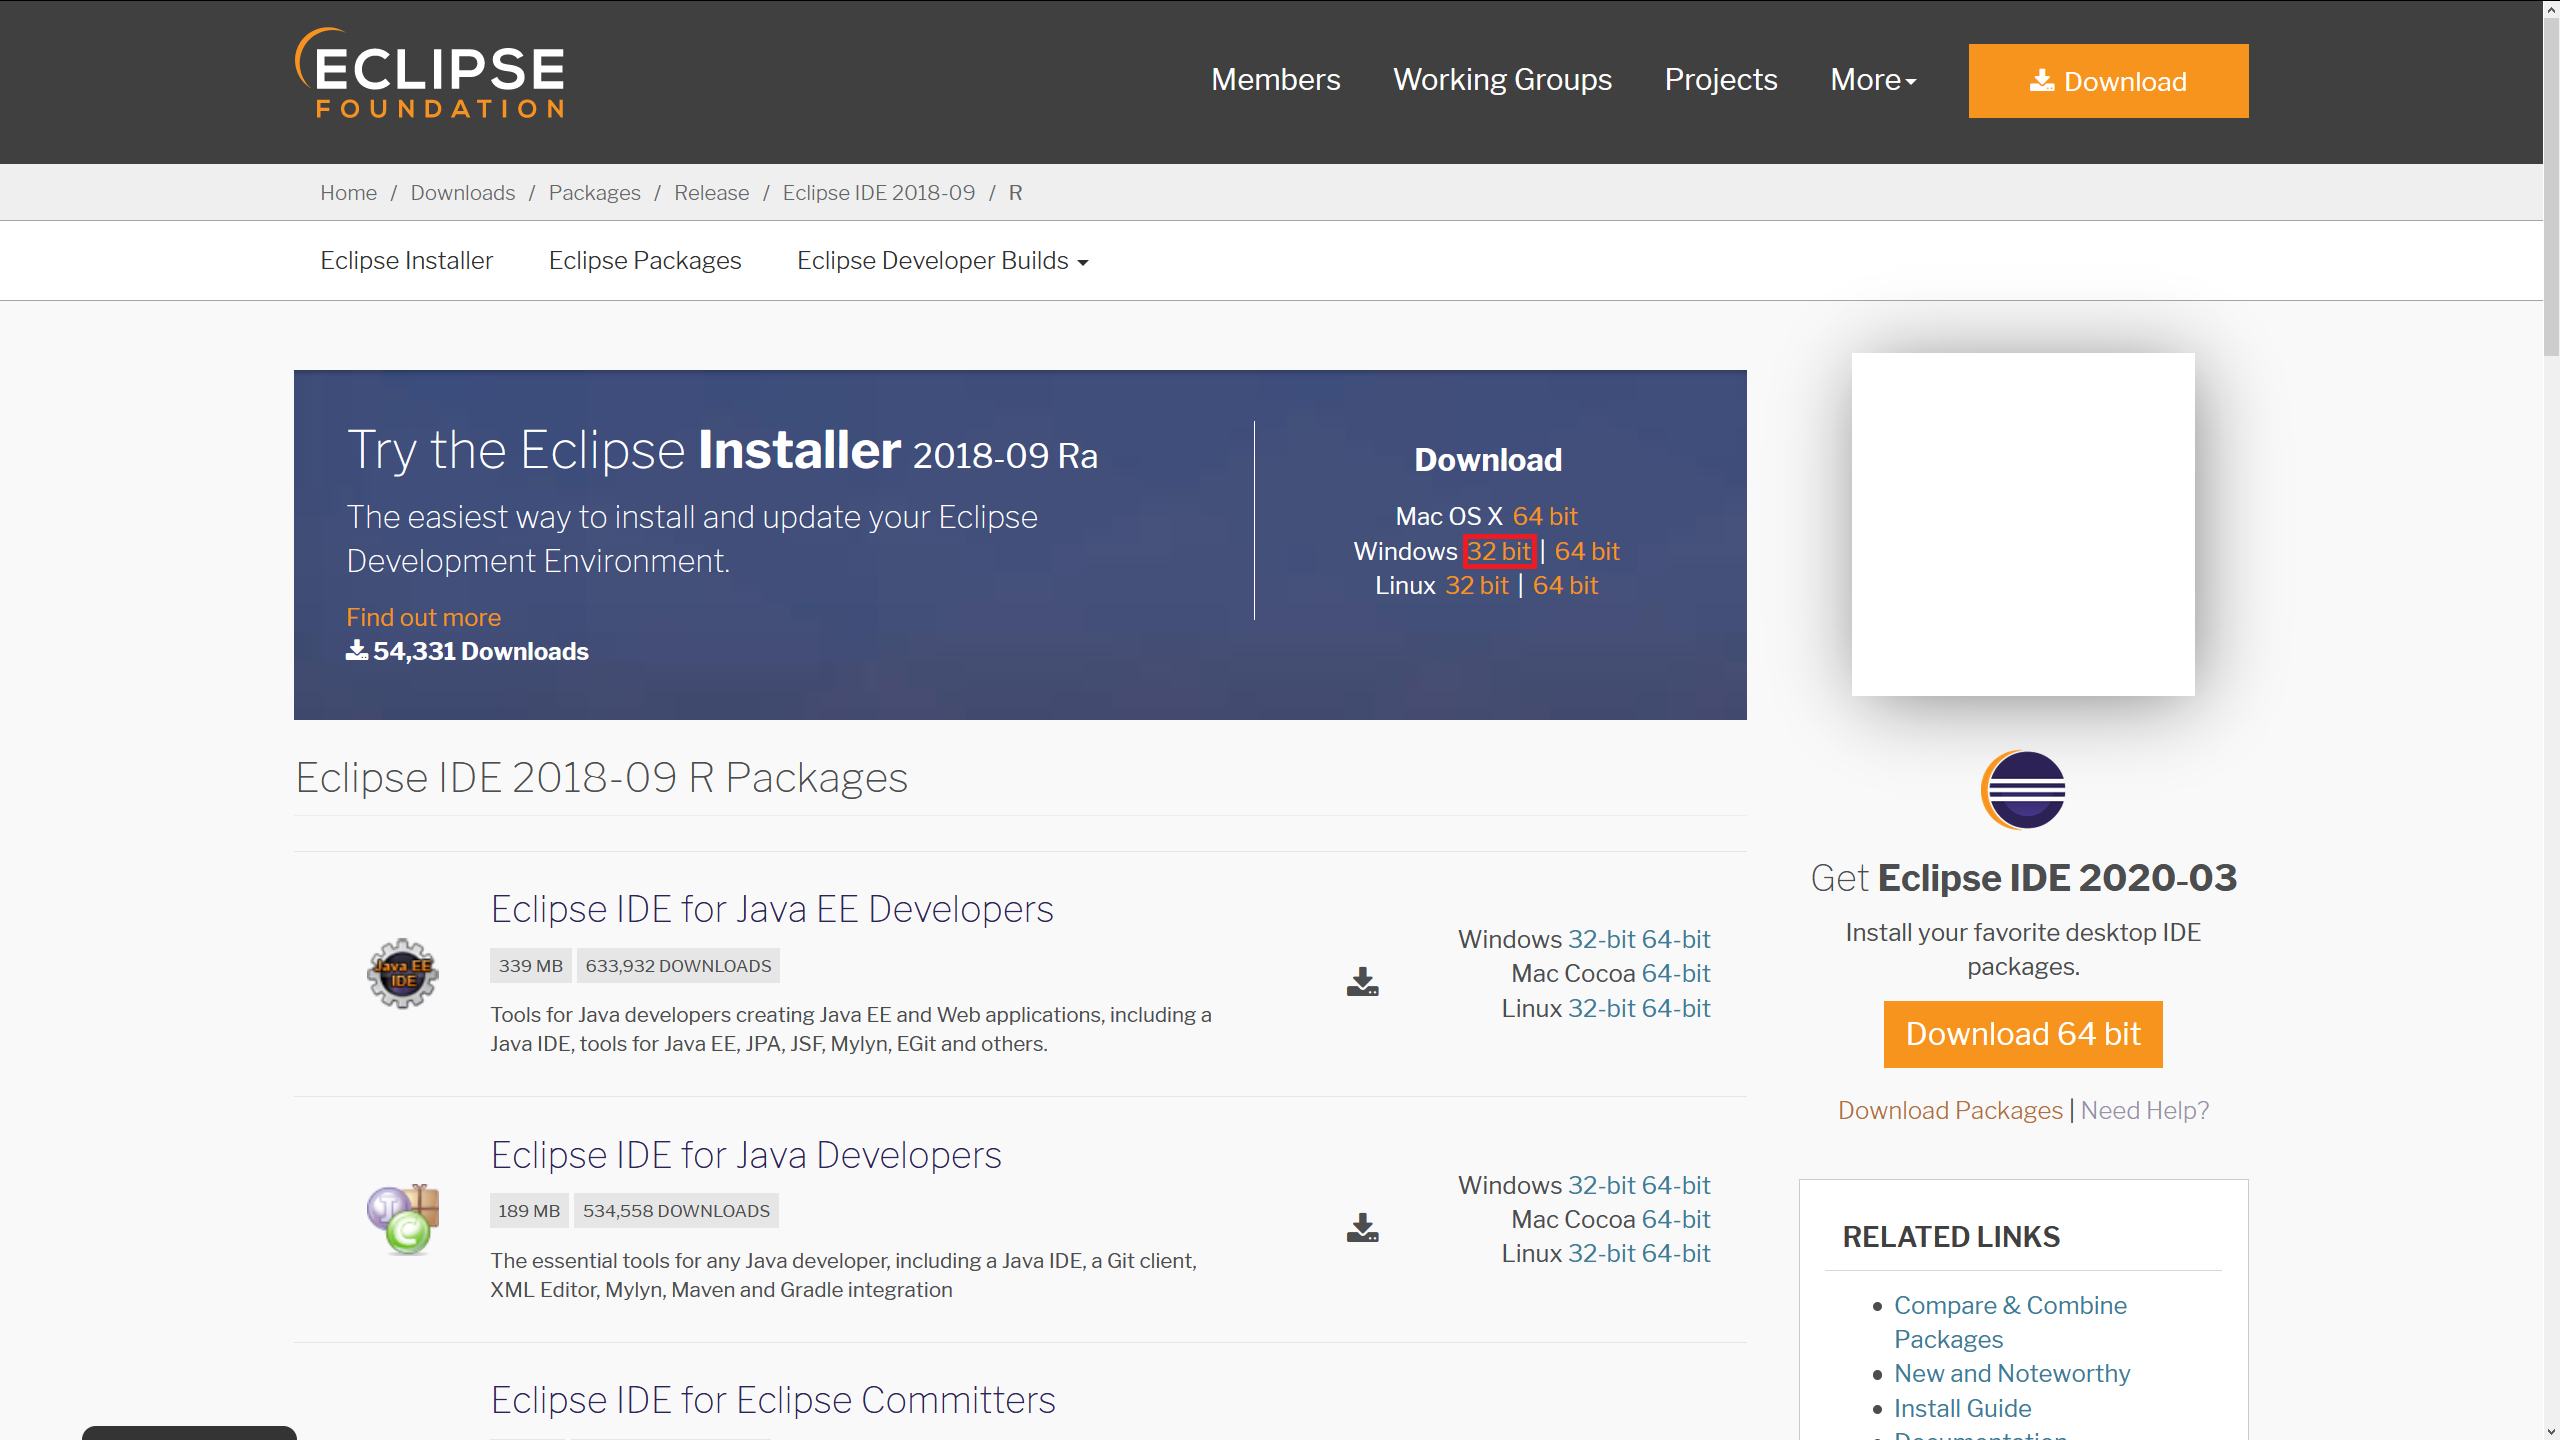 ECLIPSE
FOUNDATION
Members Working Groups Projects More Download
Home / Downloads / Packages / Release / Eclipse IDE 2018-09 / R
Eclipse Installer Eclipse Packages Eclipse Developer Builds
Try the Eclipse Installer 2018-09 Ra
The easiest way to install and update your Eclipse
Development Environment.
Find out more
54,331 Downloads
Download
Mac OS X 64 bit
Windows 32 bit | 64 bit
Linux 32 bit | 64 bit
Eclipse IDE 2018-09 R Packages
Eclipse IDE for Java EE Developers
Java EE
IDE
339 MB 633,932 DOWNLOADS
Tools for Java developers creating Java EE and Web applications, including a
Java IDE, tools for Java EE, JPA, JSF, Mylyn, EGit and others.
Windows 32-bit 64-bit
Mac Cocoa 64-bit
Linux 32-bit 64-bit
Eclipse IDE for Java Developers
189 MB 534,558 DOWNLOADS
The essential tools for any Java developer, including a Java IDE, a Git client,
XML Editor, Mylyn, Maven and Gradle integration
Windows 32-bit 64-bit
Mac Cocoa 64-bit
Linux 32-bit 64-bit
Eclipse IDE for Eclipse Committers
Get Eclipse IDE 2020-03
Install your favorite desktop IDE
packages.
Download 64 bit
Download Packages | Need Help?
RELATED LINKS
Compare & Combine
Packages
New and Noteworthy
Install Guide
Documentation